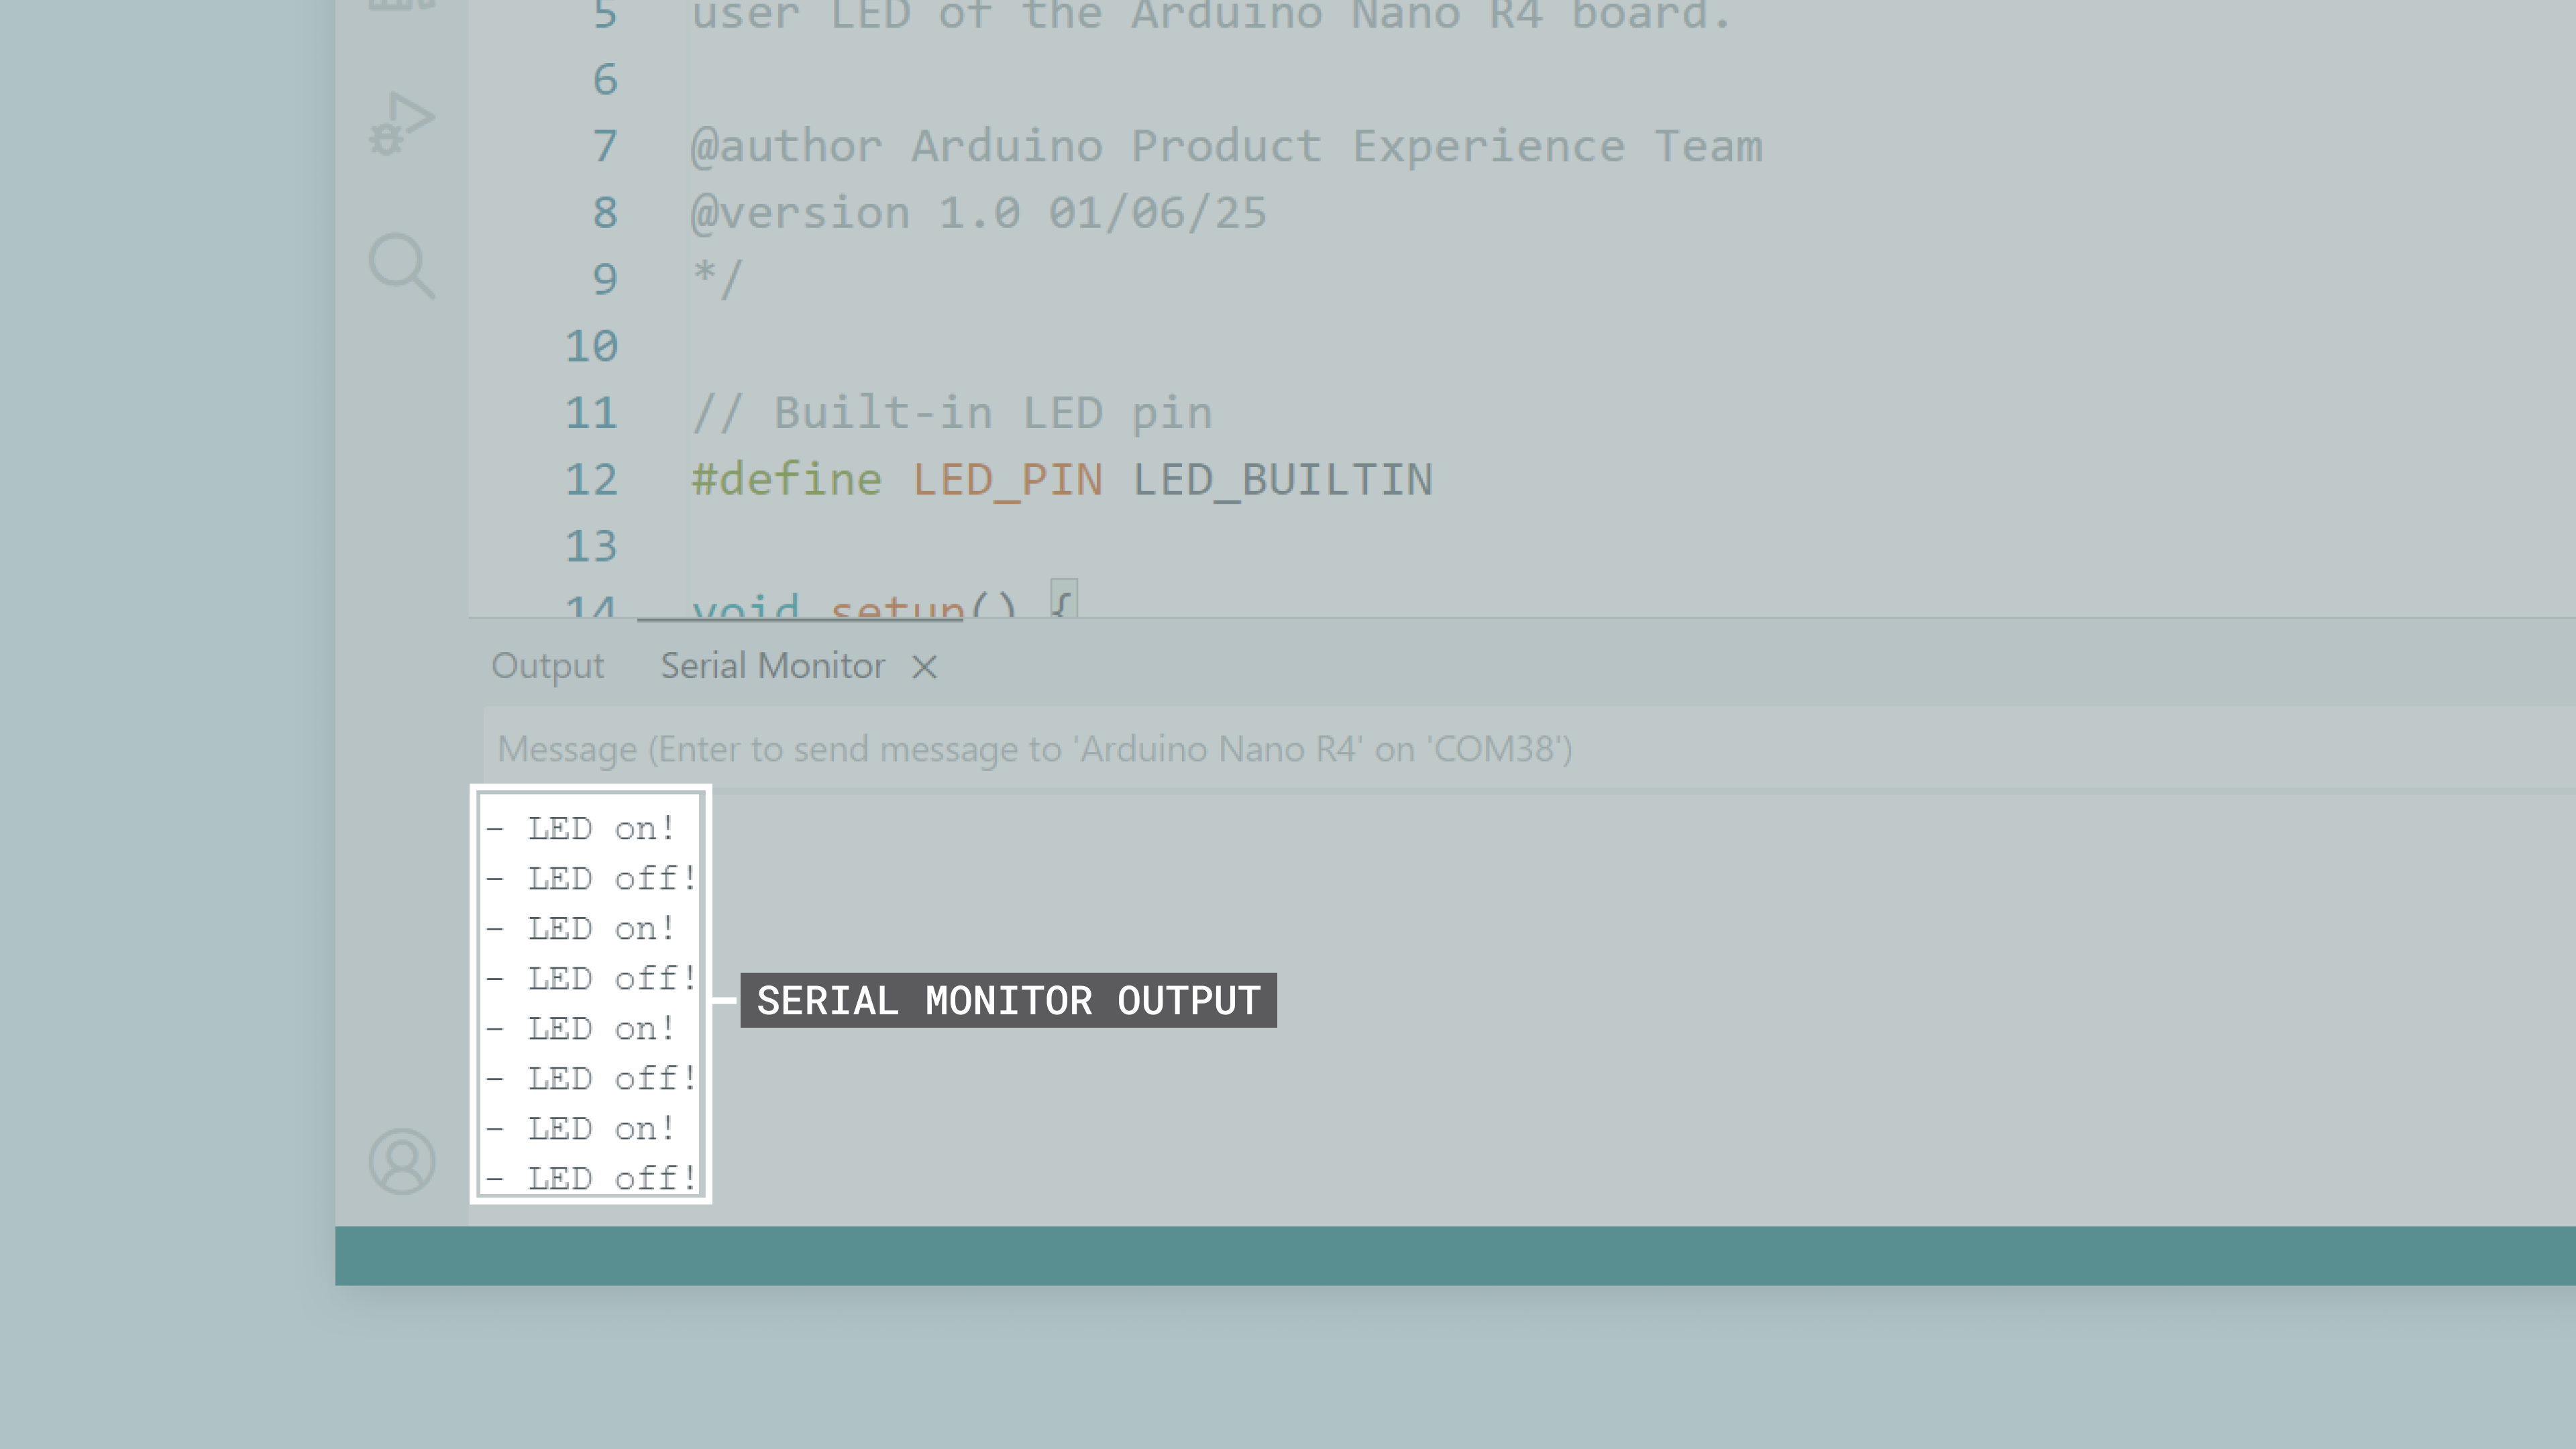 5 user LED of the Arduino Nano R4 board.
6
7 @author Arduino Product Experience Team
8 @version 1.0 01/06/25
9 */
10
11 // Built-in LED pin
12 #define LED_PIN LED_BUILTIN
13
14 void setup() {
Output Serial Monitor
Message (Enter to send message to 'Arduino Nano R4' on 'COM38')
- LED on!
- LED off!
- LED on!
- LED off!
- LED on!
- LED off!
- LED on!
- LED off!
SERIAL MONITOR OUTPUT